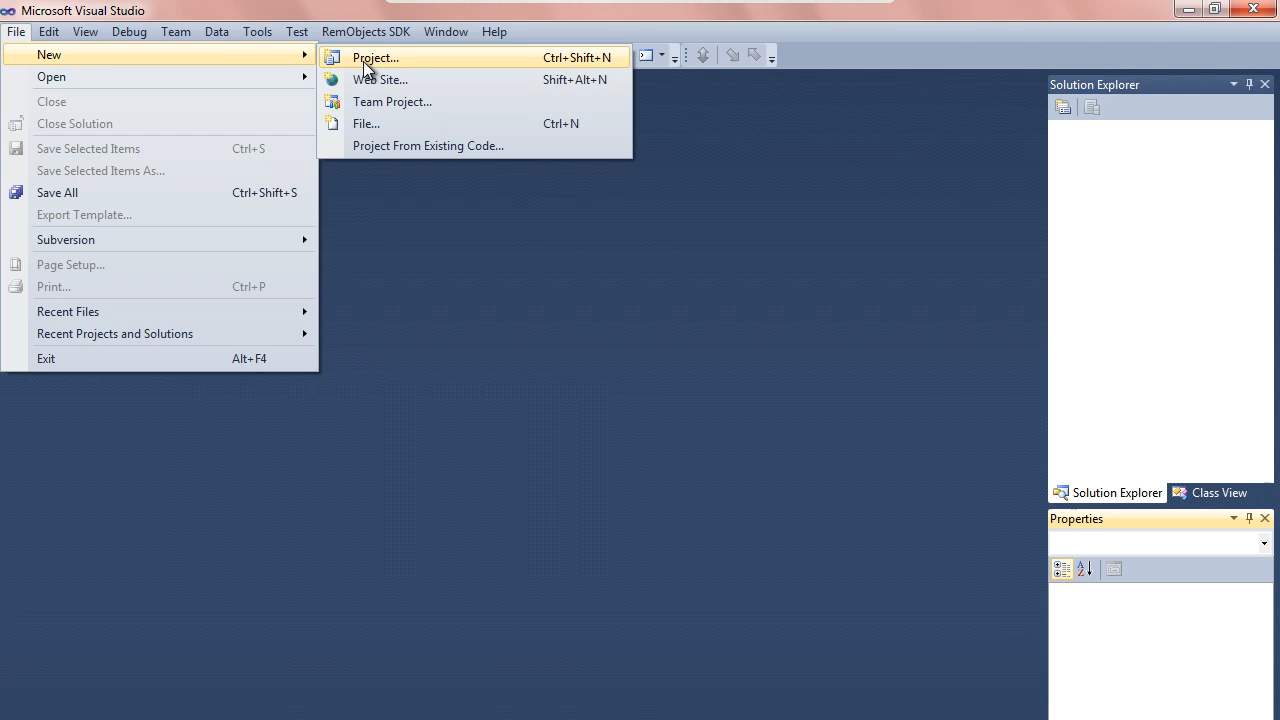 Microsoft Visual Studio
File Edit View Debug Team Data Tools Test RemObjects SDK Window Help
New
Open
Close
Close Solution
Save Selected Items Ctrl+S
Save Selected Items As...
Save All Ctrl+Shift+S
Export Template...
Subversion
Page Setup...
Print... Ctrl+P
Recent Files
Recent Projects and Solutions
Exit Alt+F4
Project... Ctrl+Shift+N
Web Site... Shift+Alt+N
Team Project...
File... Ctrl+N
Project From Existing Code...
Solution Explorer
Solution Explorer Class View
Properties